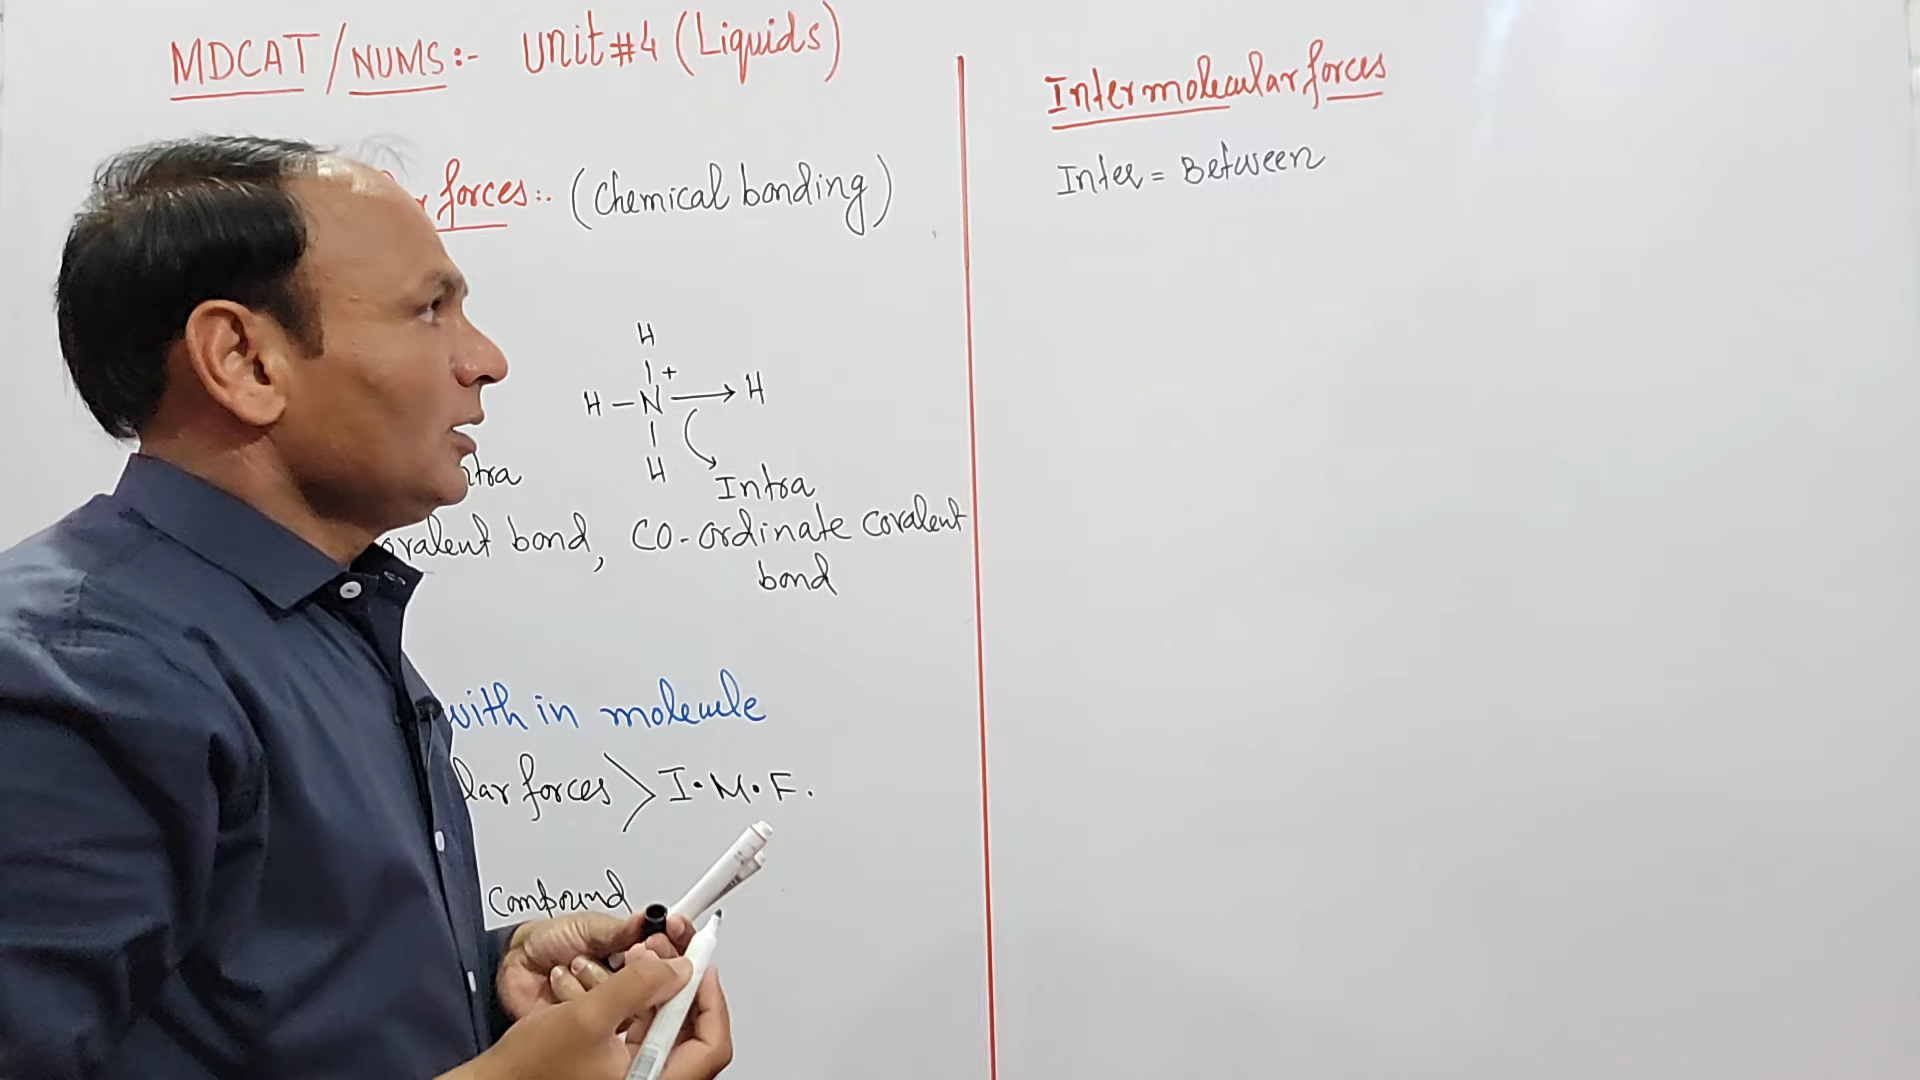 MDCAT/NUMS:- Unit#4 (Liquids)
forces:. (Chemical bonding)
H
+
H - N → H
H
Intra
bond, CO-ordinate covalent
bond
with in molecule
forces > I.M.F.
Compound
Intermolecular forces
Inter = Between